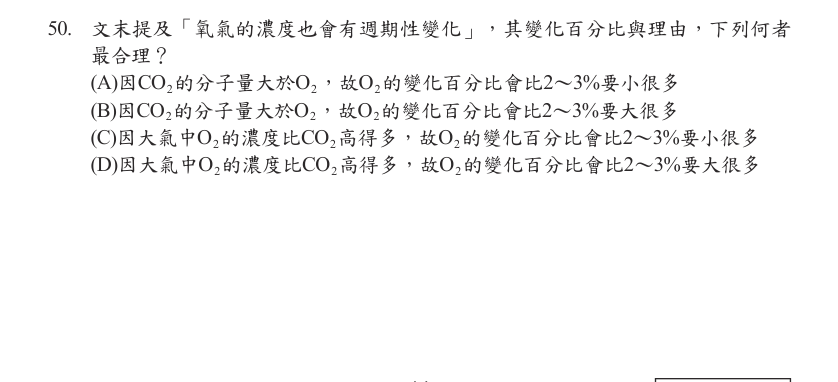 50. 文末提及「氧氣的濃度也會有週期性變化」，其變化百分比與理由，下列何者
最合理？
(A)因CO₂的分子量大於O₂，故O₂的變化百分比會比2～3%要小很多
(B)因CO₂的分子量大於O₂，故O₂的變化百分比會比2～3%要大很多
(C)因大氣中O₂的濃度比CO₂高得多，故O₂的變化百分比會比2～3%要小很多
(D)因大氣中O₂的濃度比CO₂高得多，故O₂的變化百分比會比2～3%要大很多